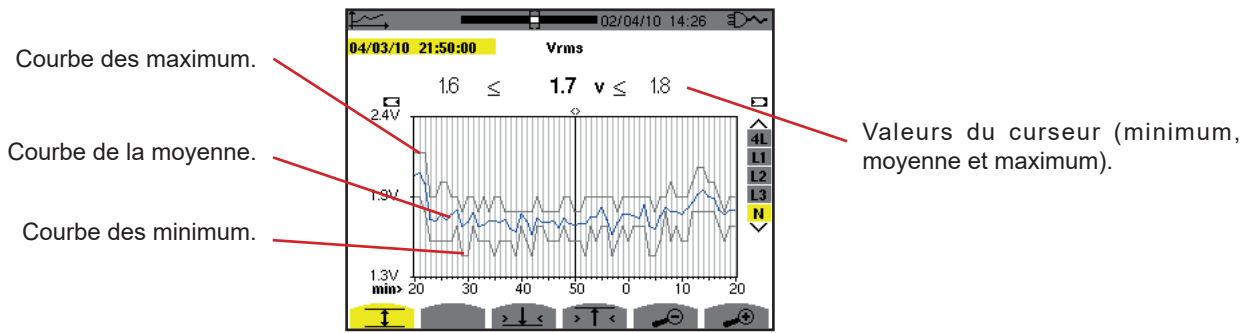 02/04/10 14:26
04/03/10 21:50:00 Vrms
Courbe des maximum.
1.6 ≤ 1.7 v ≤ 1.8
2.4V
4L
L1
L2
L3
N
Valeurs du curseur (minimum,
moyenne et maximum).
Courbe de la moyenne.
1.9V
Courbe des minimum.
1.3V
min> 20 30 40 50 0 10 20